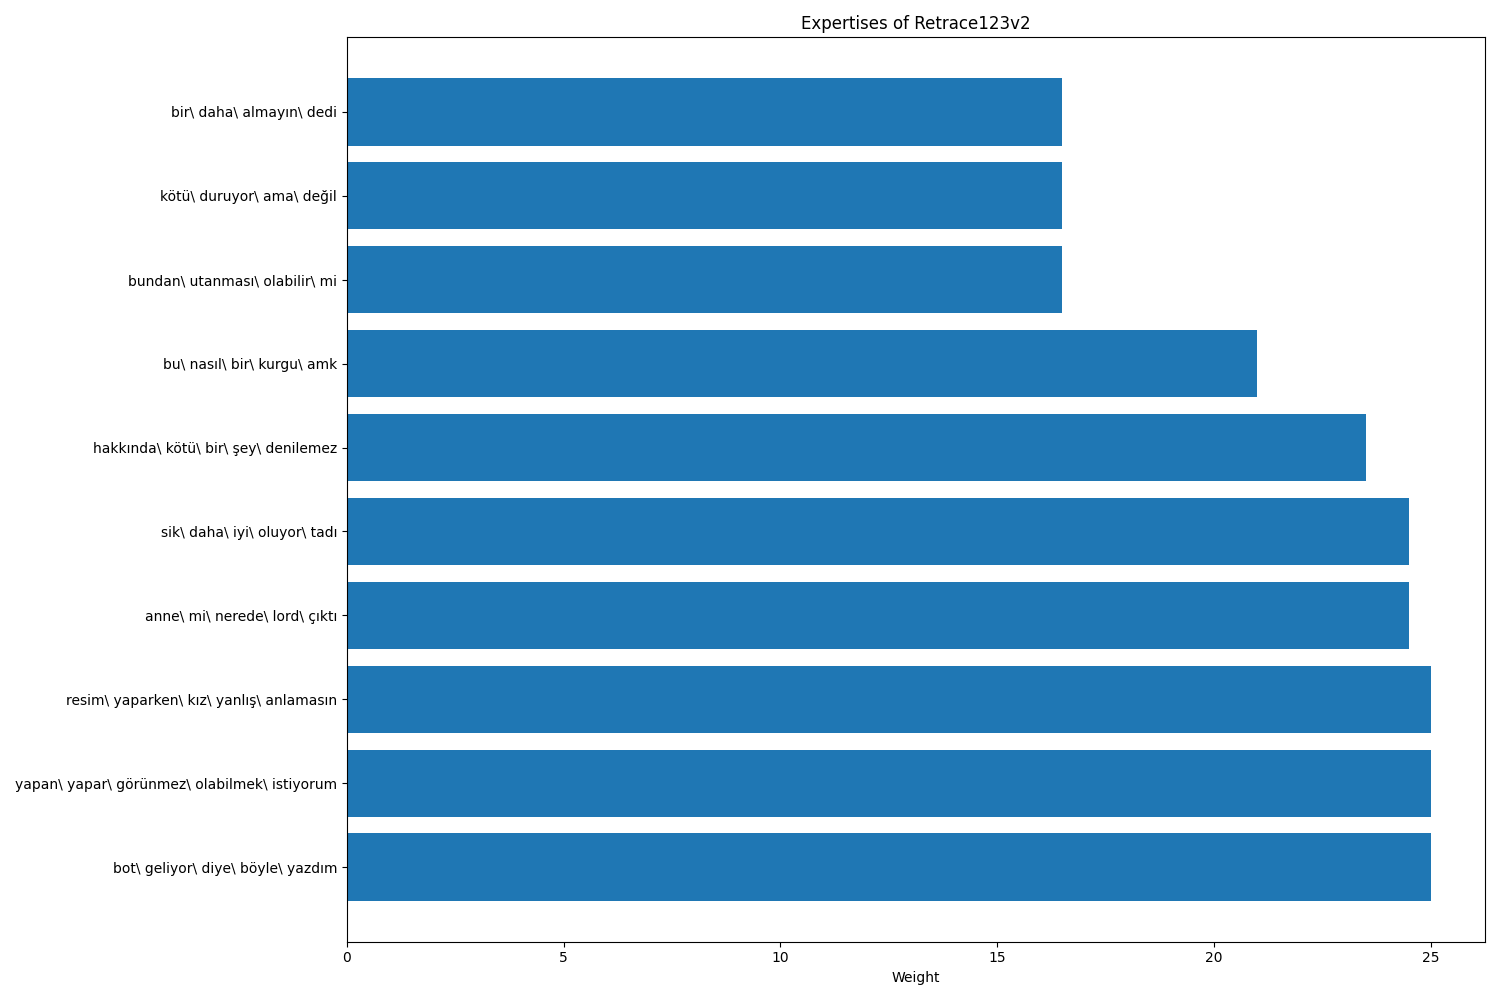 Expertises of Retrace123v2
bir\ daha\ almayın\ dedi
kötü\ duruyor\ ama\ değil
bundan\ utanması\ olabilir\ mi
bu\ nasıl\ bir\ kurgu\ amk
hakkında\ kötü\ bir\ şey\ denilemez
sik\ daha\ iyi\ oluyor\ tadı
anne\ mi\ nerede\ lord\ çıktı
resim\ yaparken\ kız\ yanlış\ anlamasın
yapan\ yapar\ görünmez\ olabilmek\ istiyorum
bot\ geliyor\ diye\ böyle\ yazdım
0 5 10 15 20 25
Weight